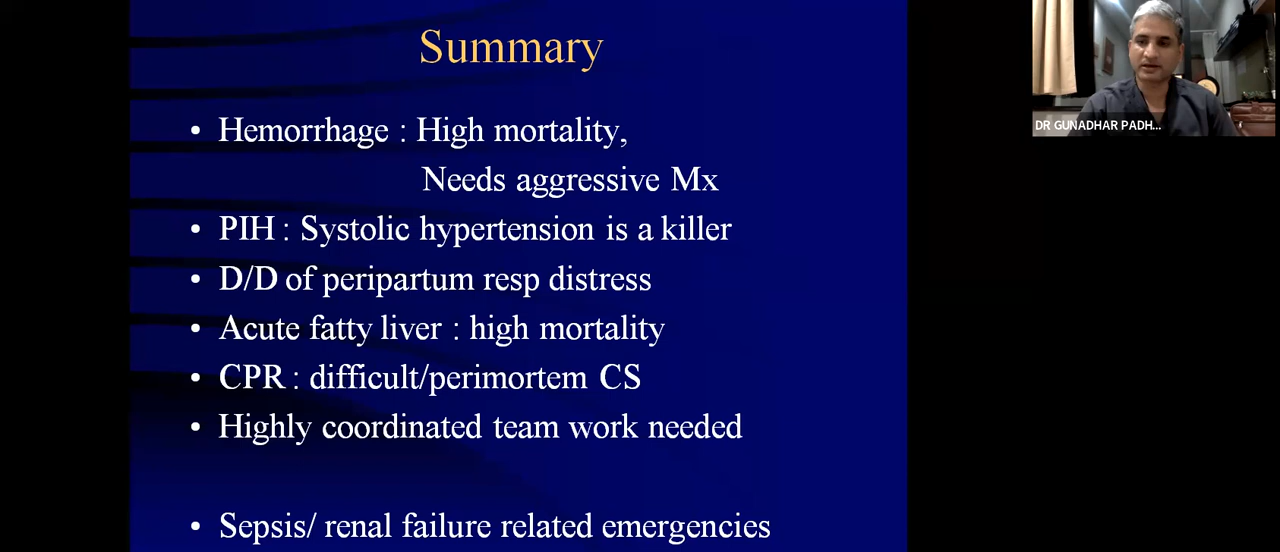 Summary
• Hemorrhage : High mortality,
Needs aggressive Mx
• PIH : Systolic hypertension is a killer
• D/D of peripartum resp distress
• Acute fatty liver : high mortality
• CPR : difficult/perimortem CS
• Highly coordinated team work needed
• Sepsis/ renal failure related emergencies
DR GUNADHAR PADH...